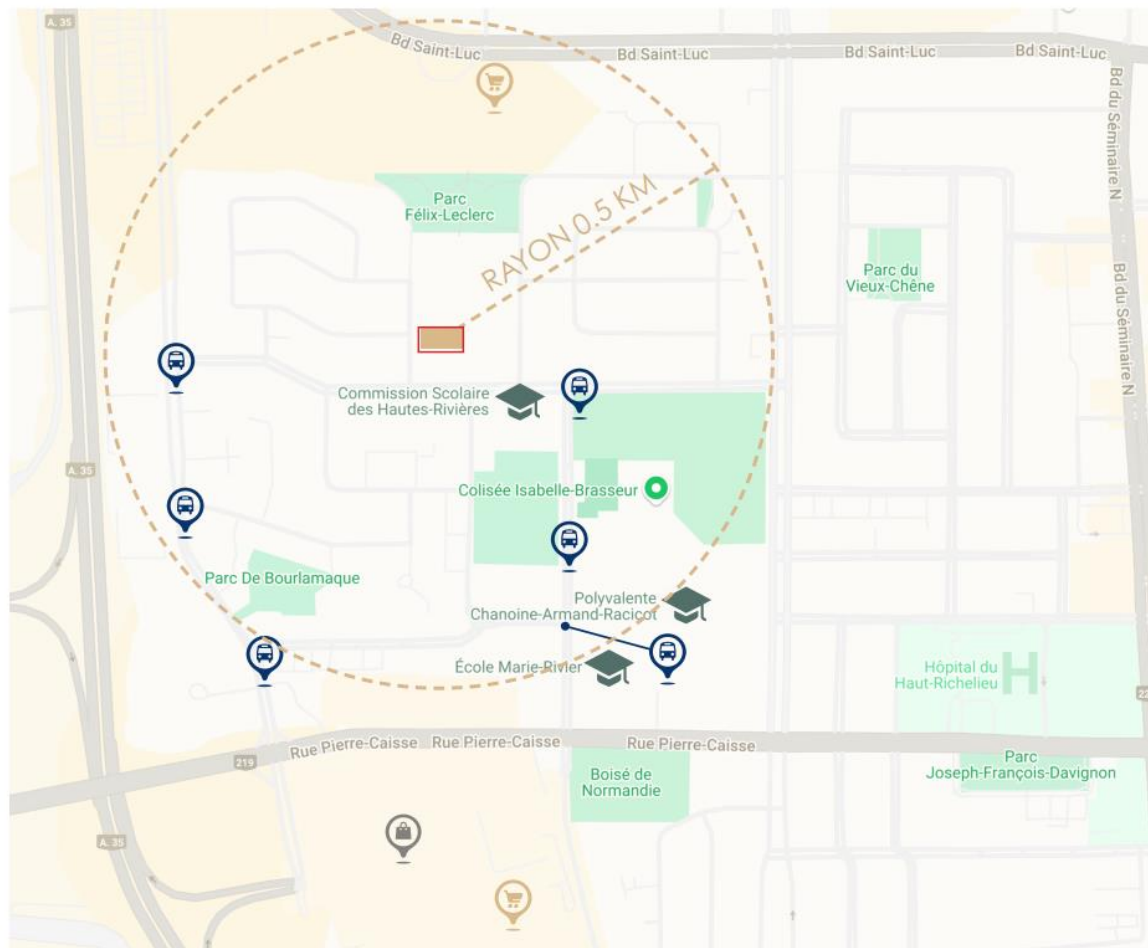 A. 35
Bd Saint-Luc
Bd Saint-Luc
Bd Saint-Luc
Bd Saint-Luc
Bd du Séminaire N
Parc
Félix-Leclerc
RAYON 0.5 KM
Parc du
Vieux-Chêne
Bd du Séminaire N
Commission Scolaire
des Hautes-Rivières
A. 35
Colisée Isabelle-Brasseur
Parc De Bourlamaque
Polyvalente
Chanoine-Armand-Racicot
École Marie-Rivier
Hôpital du
Haut-Richelieu
H
Rue Pierre-Caisse
Rue Pierre-Caisse
Rue Pierre-Caisse
219
Boisé de
Normandie
Parc
Joseph-François-Davignon
A. 35